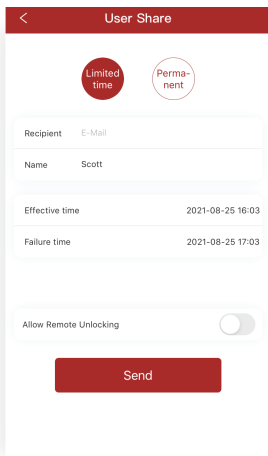 User Share
Limited
time
Perma-
nent
Recipient E-Mail
Name Scott
Effective time 2021-08-25 16:03
Failure time 2021-08-25 17:03
Allow Remote Unlocking
Send